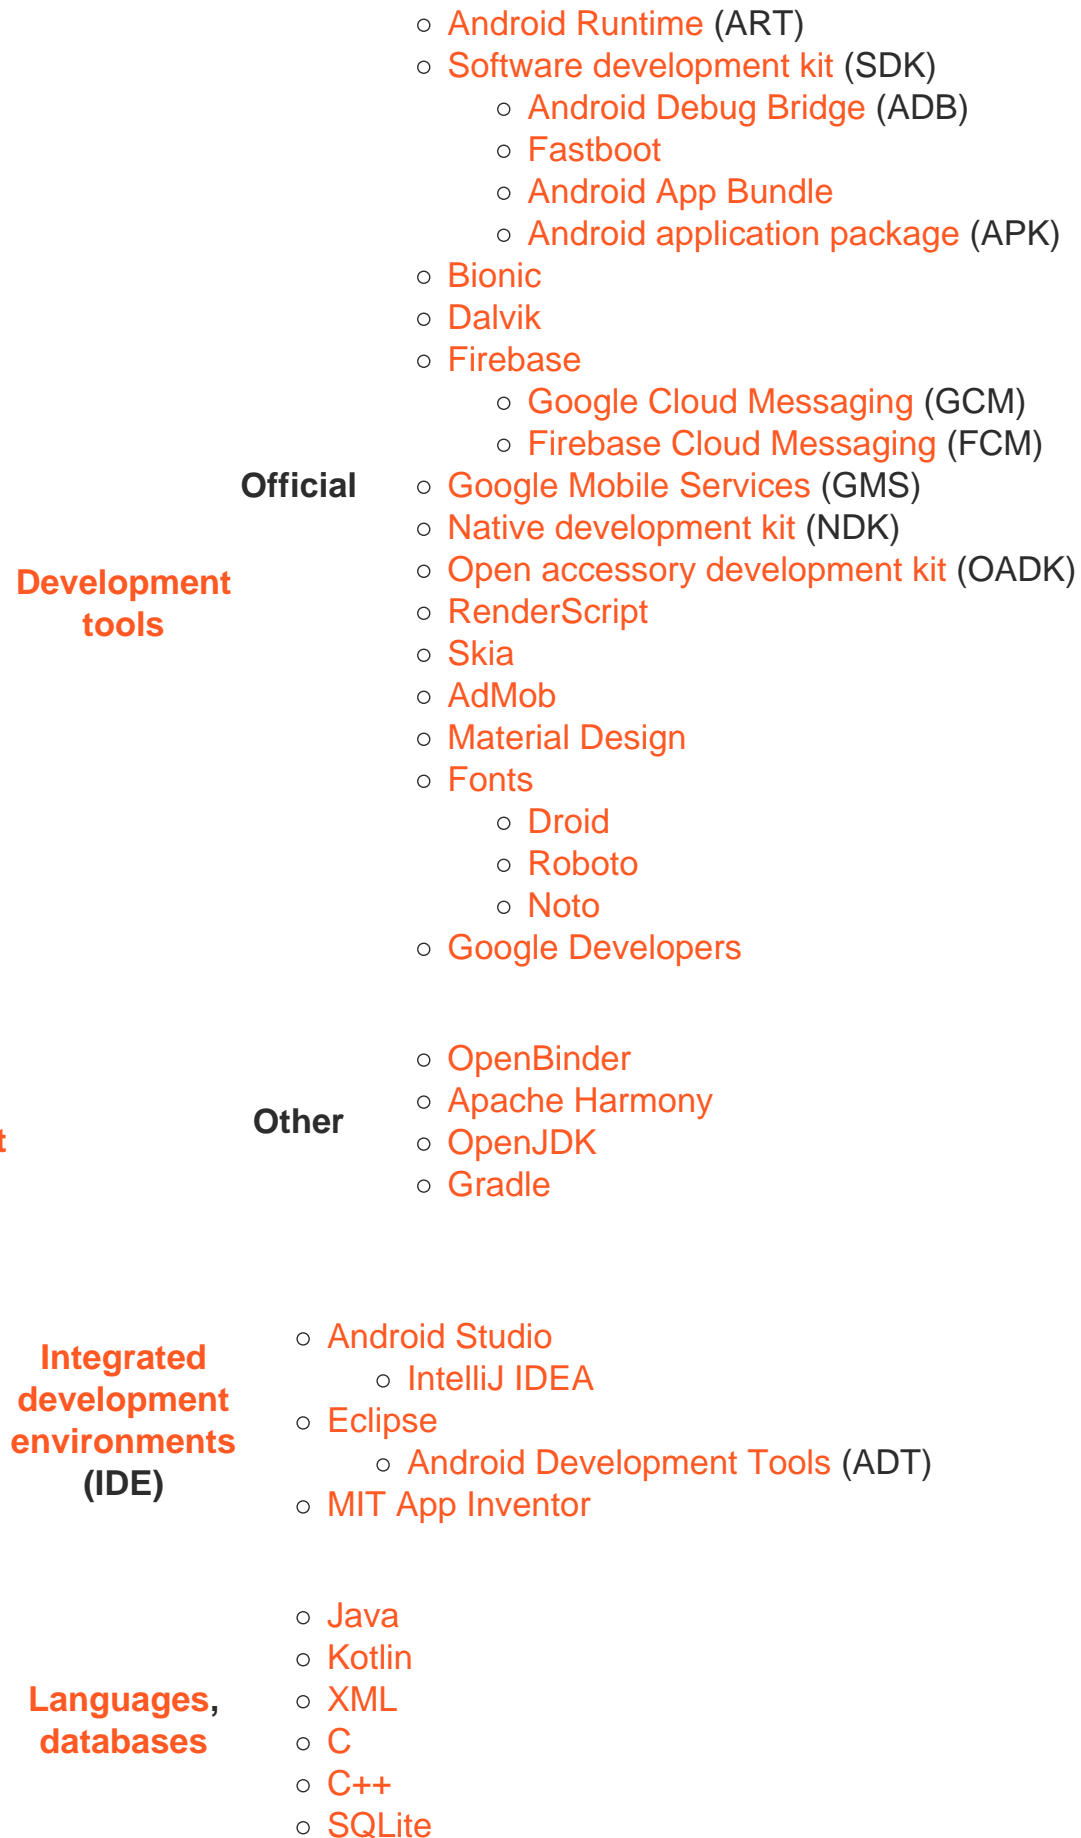 Development
tools
Official
Android Runtime (ART)
Software development kit (SDK)
Android Debug Bridge (ADB)
Fastboot
Android App Bundle
Android application package (APK)
Bionic
Dalvik
Firebase
Google Cloud Messaging (GCM)
Firebase Cloud Messaging (FCM)
Google Mobile Services (GMS)
Native development kit (NDK)
Open accessory development kit (OADK)
RenderScript
Skia
AdMob
Material Design
Fonts
Droid
Roboto
Noto
Google Developers
Other
OpenBinder
Apache Harmony
OpenJDK
Gradle
t
Integrated
development
environments
(IDE)
Android Studio
IntelliJ IDEA
Eclipse
Android Development Tools (ADT)
MIT App Inventor
Languages,
databases
Java
Kotlin
XML
C
C++
SQLite